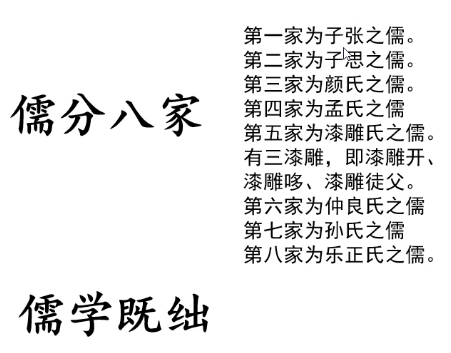 儒分八家
第一家为子张之儒。
第二家为子思之儒。
第三家为颜氏之儒。
第四家为孟氏之儒
第五家为漆雕氏之儒。
有三漆雕，即漆雕开、
漆雕哆、漆雕徒父。
第六家为仲良氏之儒
第七家为孙氏之儒
第八家为乐正氏之儒。
儒学既绌